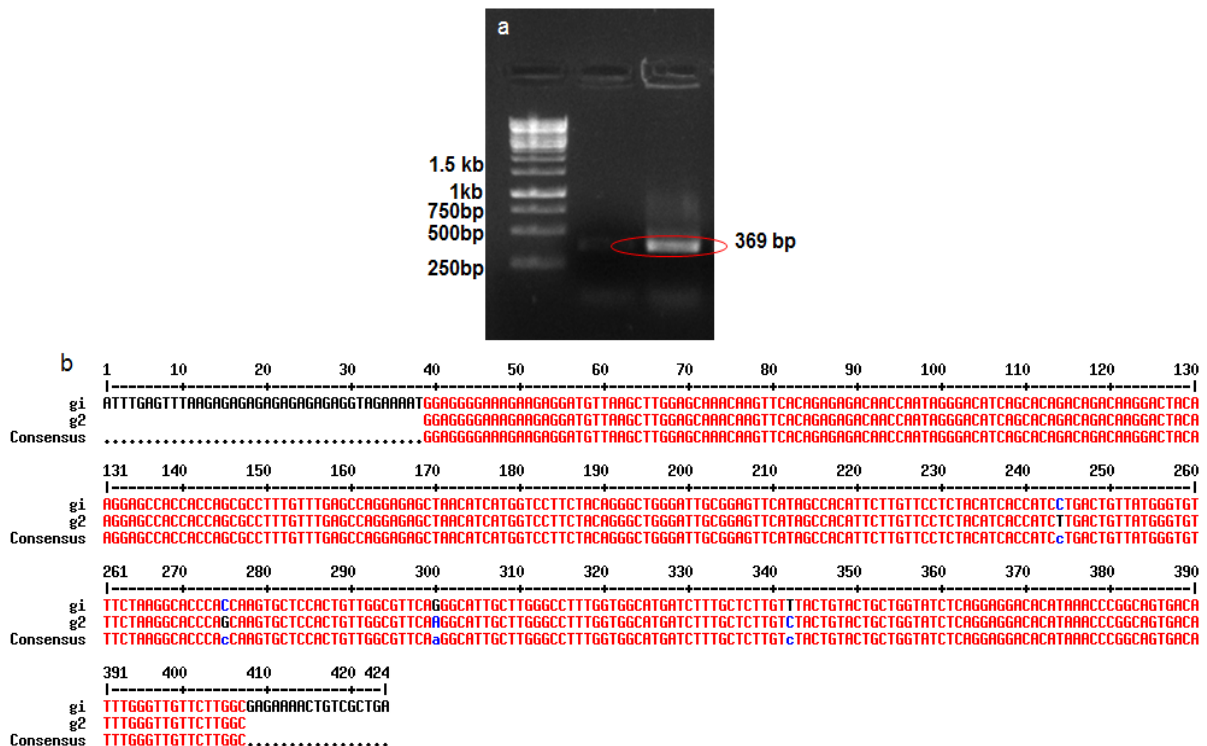 a
1.5 kb
1kb
750bp
500bp
250bp
369 bp
b
1 10 20 30 40 50 60 70 80 90 100 110 120 130
|--------+---------+---------+---------+---------+---------+---------+---------+---------+---------+---------+---------+---------|
gi ATTTGAGTTTAAGAGAGAGAGAGAGAGAGGTAGAAAATGGAGGGGAAAGAAGAGGATGTTAAGCTTGGAGCAAACAAGTTCACAGAGAGACAACCAATAGGGACATCAGCACAGACAGACAAGGACTACA
g2 GGAGGGGAAAGAAGAGGATGTTAAGCTTGGAGCAAACAAGTTCACAGAGAGACAACCAATAGGGACATCAGCACAGACAGACAAGGACTACA
Consensus ......................................GGAGGGGAAAGAAGAGGATGTTAAGCTTGGAGCAAACAAGTTCACAGAGAGACAACCAATAGGGACATCAGCACAGACAGACAAGGACTACA
131 140 150 160 170 180 190 200 210 220 230 240 250 260
|--------+---------+---------+---------+---------+---------+---------+---------+---------+---------+---------+---------+---------|
gi AGGAGCCACCACCAGCGCCTTTGTTTGAGCCAGGAGAGCTAACATCATGGTCCTTCTACAGGGCTGGGATTGCGGAGTTCATAGCCACATTCTTGTTCCTCTACATCACCATCCTGACTGTTATGGGTGT
g2 AGGAGCCACCACCAGCGCCTTTGTTTGAGCCAGGAGAGCTAACATCATGGTCCTTCTACAGGGCTGGGATTGCGGAGTTCATAGCCACATTCTTGTTCCTCTACATCACCATCTTGACTGTTATGGGTGT
Consensus AGGAGCCACCACCAGCGCCTTTGTTTGAGCCAGGAGAGCTAACATCATGGTCCTTCTACAGGGCTGGGATTGCGGAGTTCATAGCCACATTCTTGTTCCTCTACATCACCATCcTGACTGTTATGGGTGT
261 270 280 290 300 310 320 330 340 350 360 370 380 390
|--------+---------+---------+---------+---------+---------+---------+---------+---------+---------+---------+---------+---------|
gi TTCTAAGGCACCCACCAAGTGCTCCACTGTTGGCGTTCAGGGCATTGCTTGGGCCTTTGGTGGCATGATCTTTGCTCTTGTTTACTGTACTGCTGGTATCTCAGGAGGACACATAAACCCGGCAGTGACA
g2 TTCTAAGGCACCCAGCAAGTGCTCCACTGTTGGCGTTCAAGGCATTGCTTGGGCCTTTGGTGGCATGATCTTTGCTCTTGTCTACTGTACTGCTGGTATCTCAGGAGGACACATAAACCCGGCAGTGACA
Consensus TTCTAAGGCACCCAcCAAGTGCTCCACTGTTGGCGTTCAaGGCATTGCTTGGGCCTTTGGTGGCATGATCTTTGCTCTTGTcTACTGTACTGCTGGTATCTCAGGAGGACACATAAACCCGGCAGTGACA
391 400 410 420 424
|--------+---------+---------+---|
gi TTTGGGTTGTTCTTGGCGAGAAAACTGTCGCTGA
g2 TTTGGGTTGTTCTTGGC
Consensus TTTGGGTTGTTCTTGGC.................